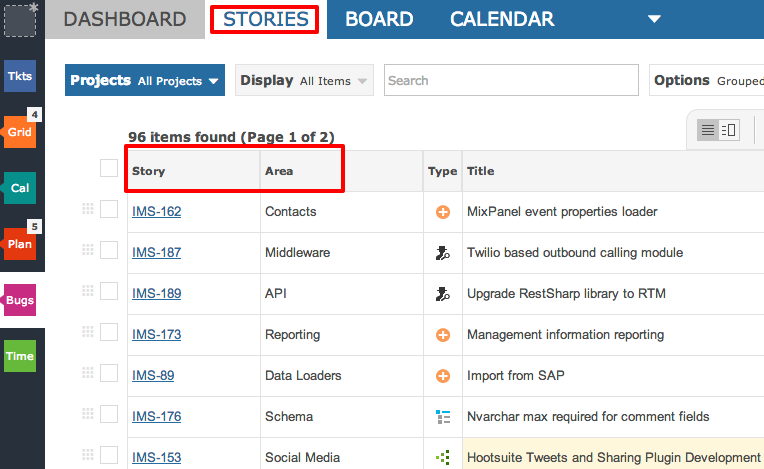 DASHBOARD STORIES BOARD CALENDAR
Tkts
4
Grid
Cal
5
Plan
Bugs
Time
Projects All Projects Display All Items Search Options Grouped
96 items found (Page 1 of 2)
Story Area Type Title
IMS-162 Contacts MixPanel event properties loader
IMS-187 Middleware Twilio based outbound calling module
IMS-189 API Upgrade RestSharp library to RTM
IMS-173 Reporting Management information reporting
IMS-89 Data Loaders Import from SAP
IMS-176 Schema Nvarchar max required for comment fields
IMS-153 Social Media Hootsuite Tweets and Sharing Plugin Development